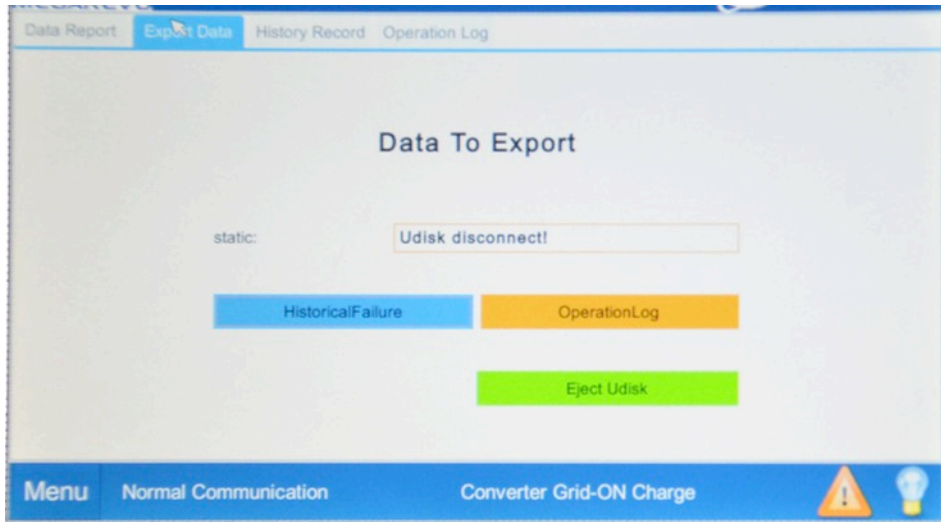 Data Report Export Data History Record Operation Log
Data To Export
static: Udisk disconnect!
HistoricalFailure OperationLog
Eject Udisk
Menu Normal Communication Converter Grid-ON Charge